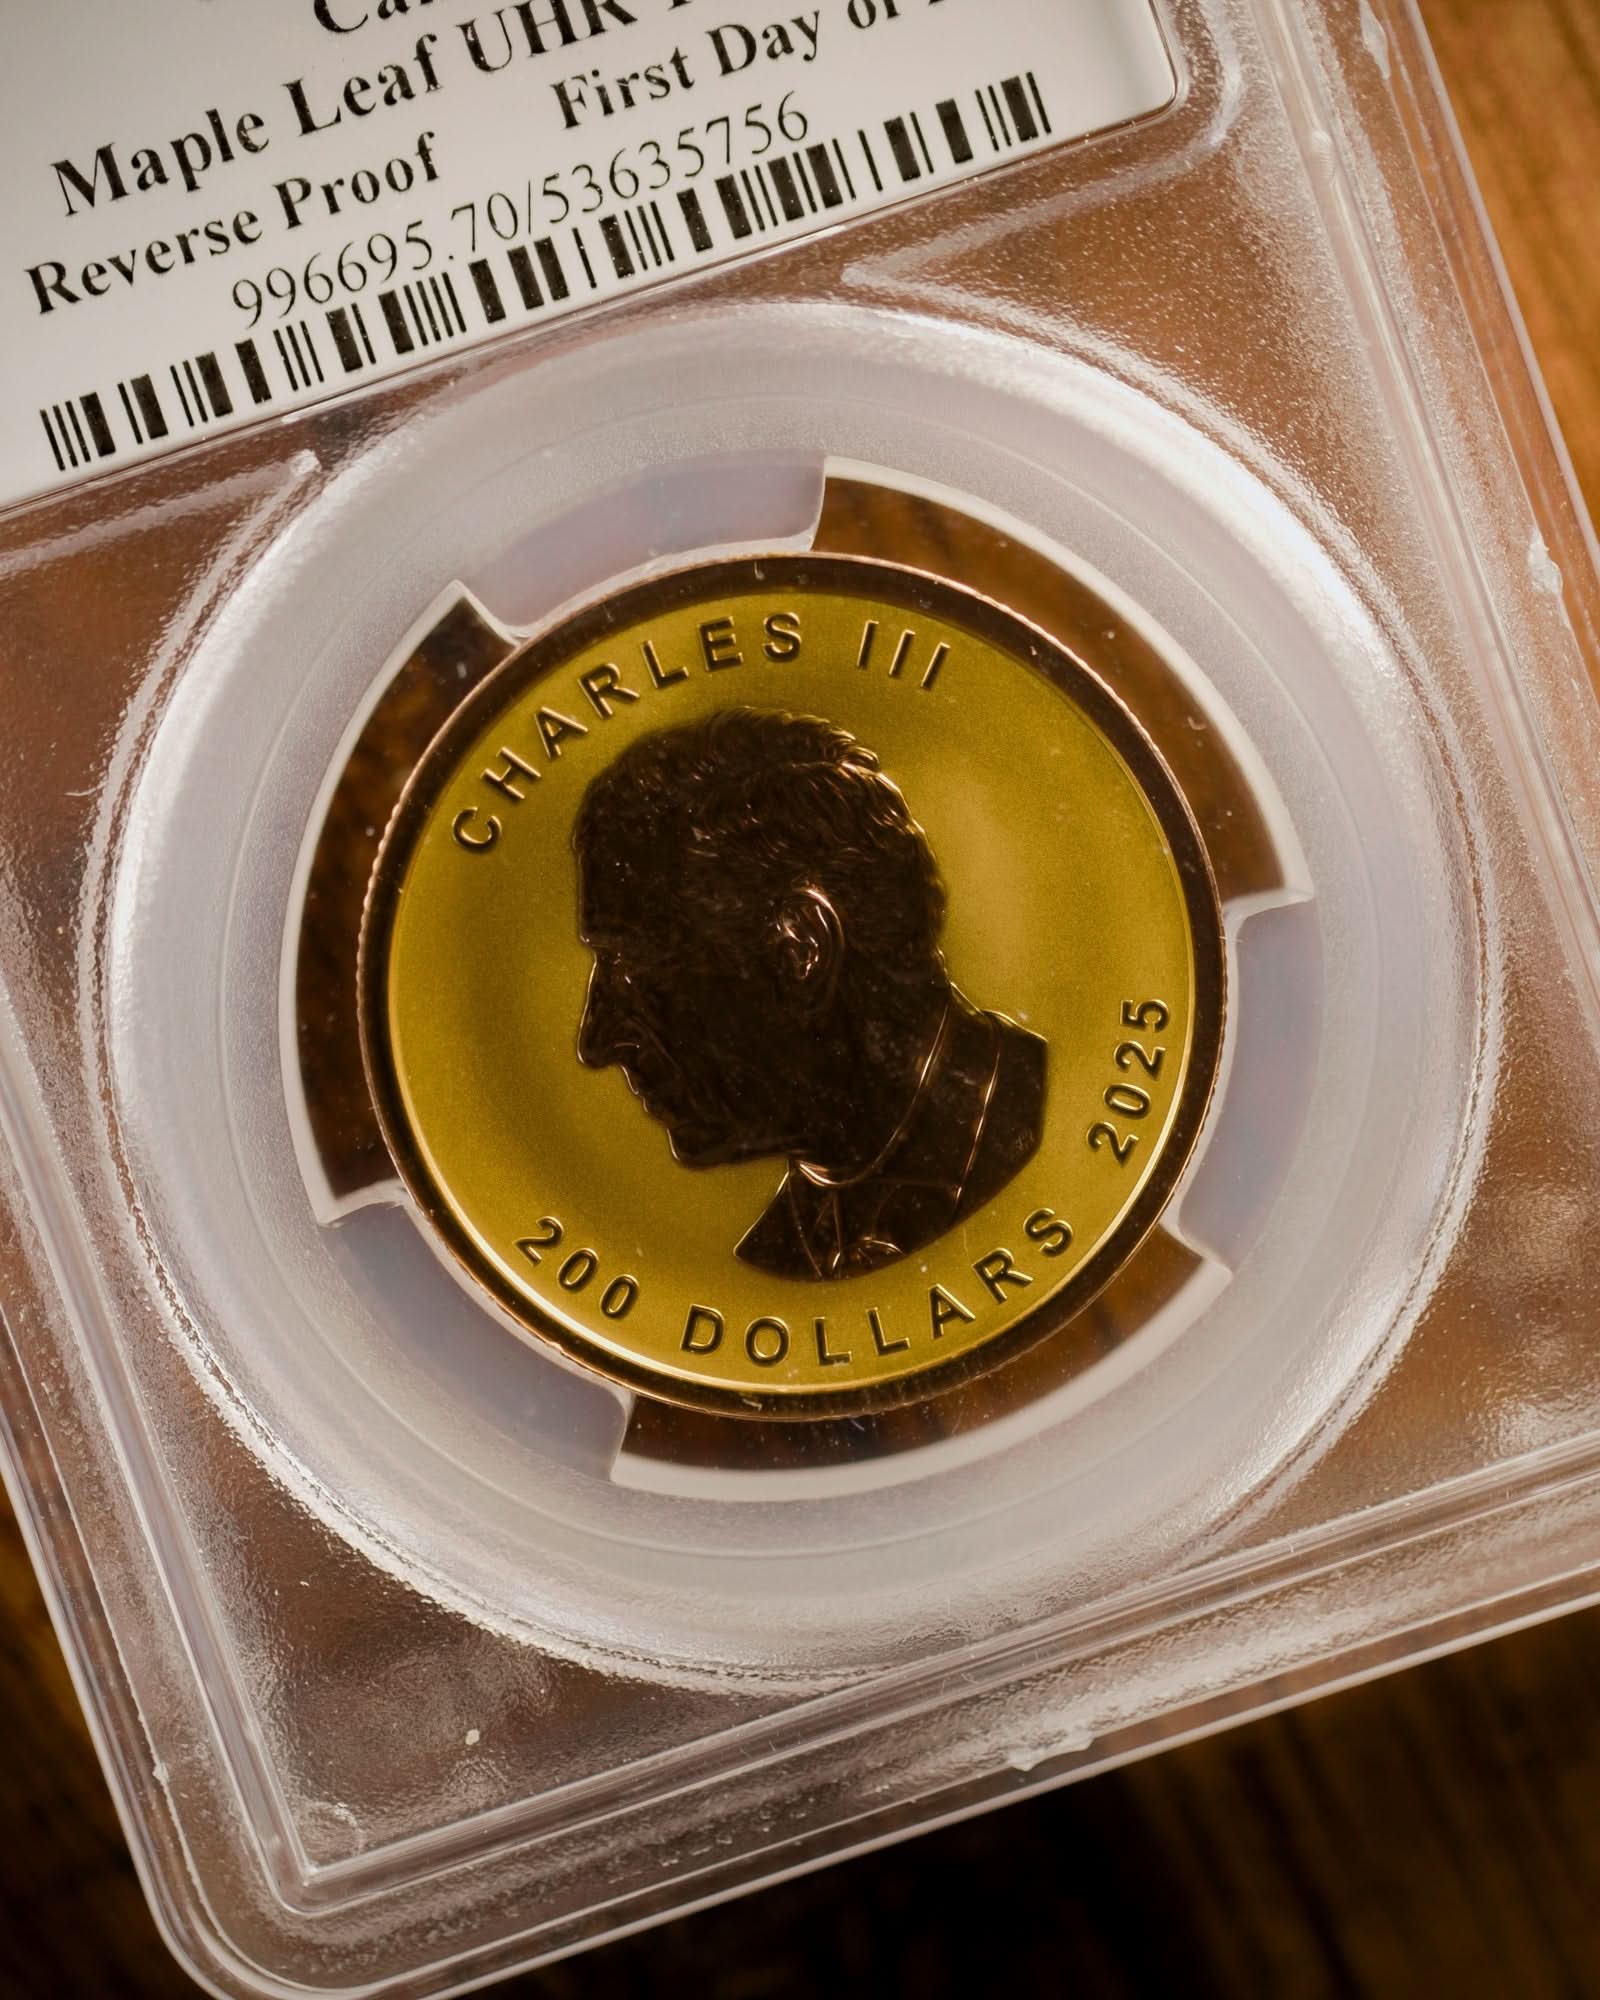 Maple Leaf UHR
Reverse Proof First Day of
996695.70/53635756
CHARLES III
200 DOLLARS 2025